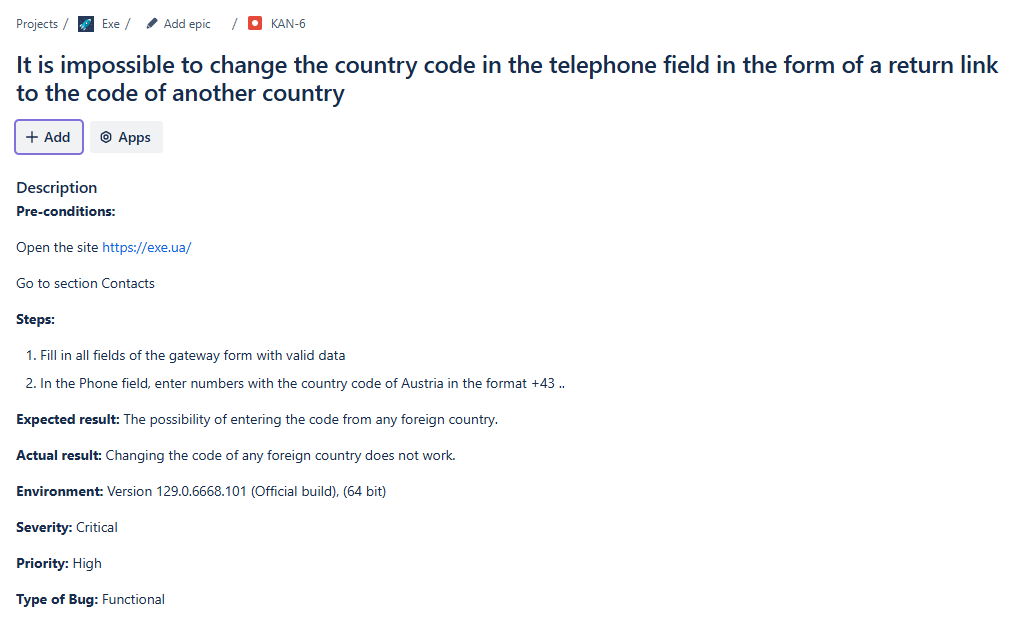 Projects / Exe / Add epic / KAN-6
It is impossible to change the country code in the telephone field in the form of a return link
to the code of another country
+ Add Apps
Description
Pre-conditions:
Open the site https://exe.ua/
Go to section Contacts
Steps:
1. Fill in all fields of the gateway form with valid data
2. In the Phone field, enter numbers with the country code of Austria in the format +43 ..
Expected result: The possibility of entering the code from any foreign country.
Actual result: Changing the code of any foreign country does not work.
Environment: Version 129.0.6668.101 (Official build), (64 bit)
Severity: Critical
Priority: High
Type of Bug: Functional